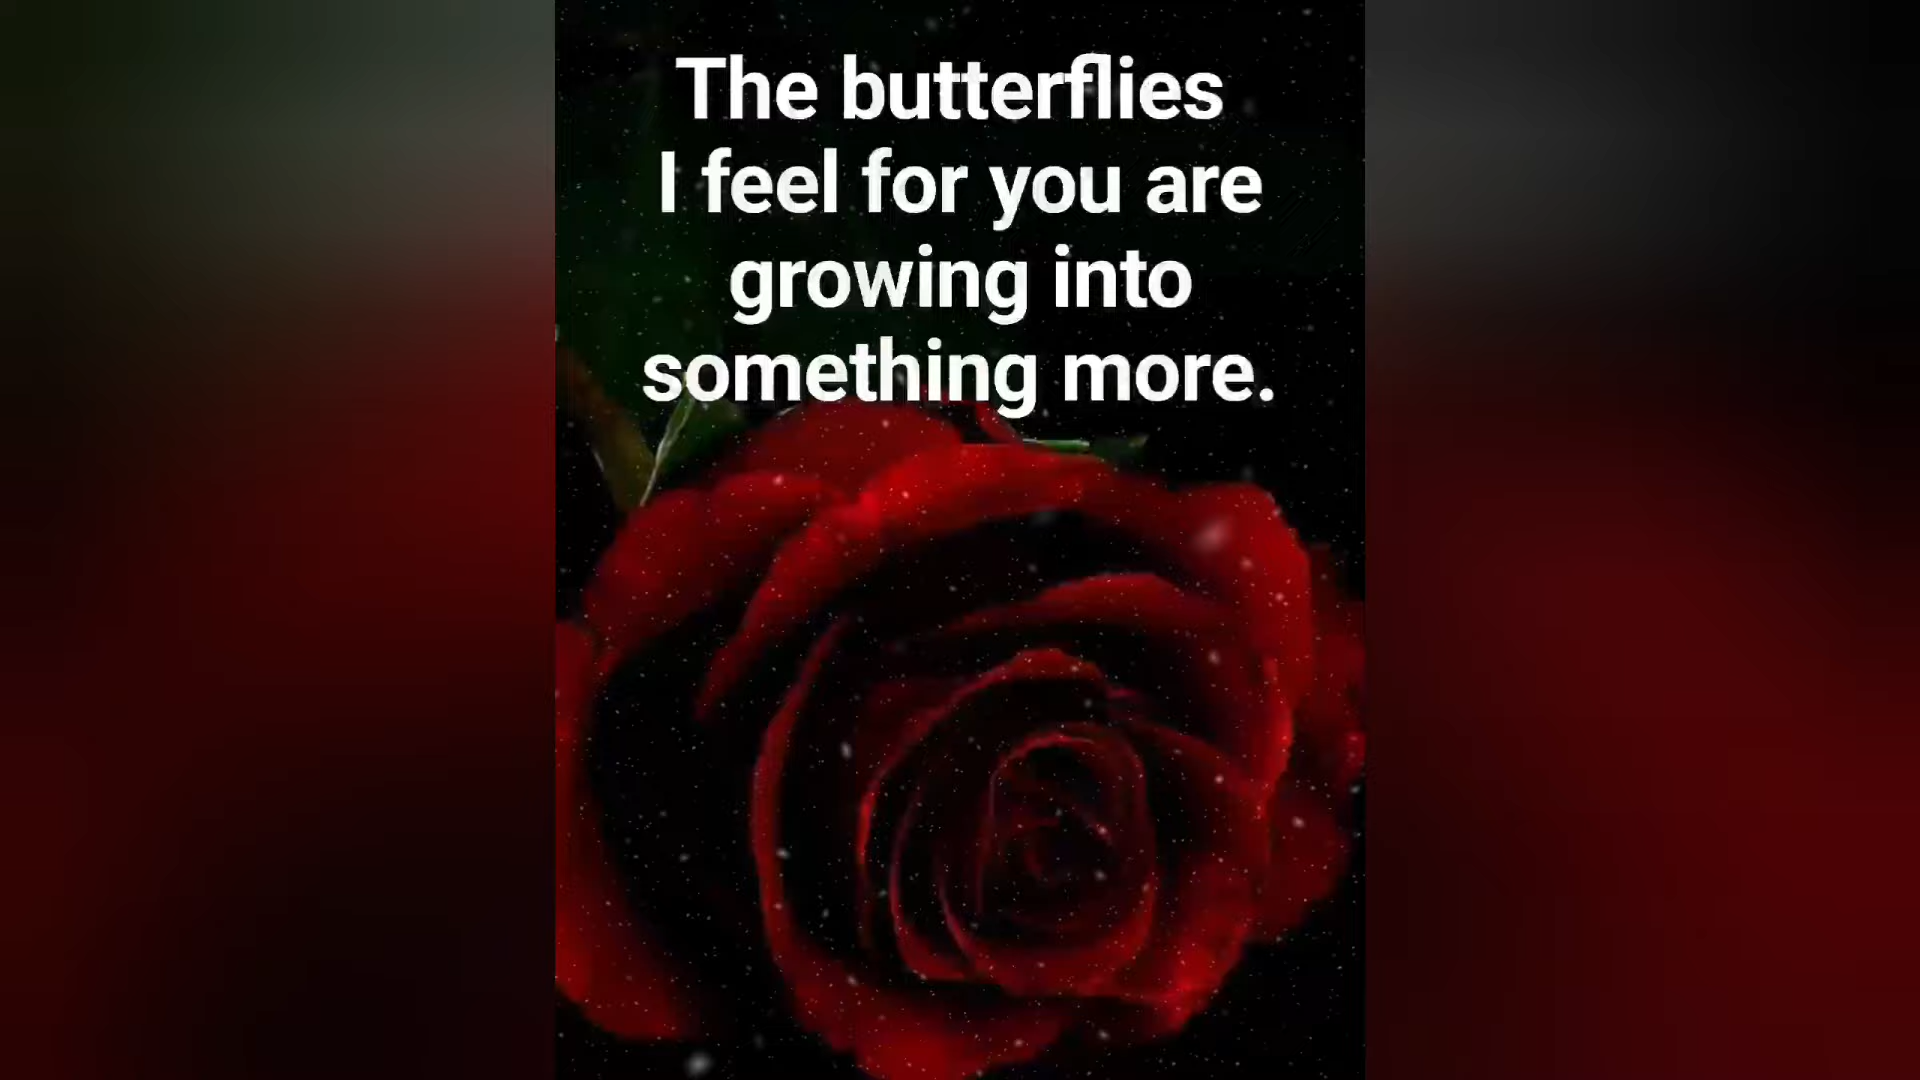 The butterflies
I feel for you are
growing into
something more.